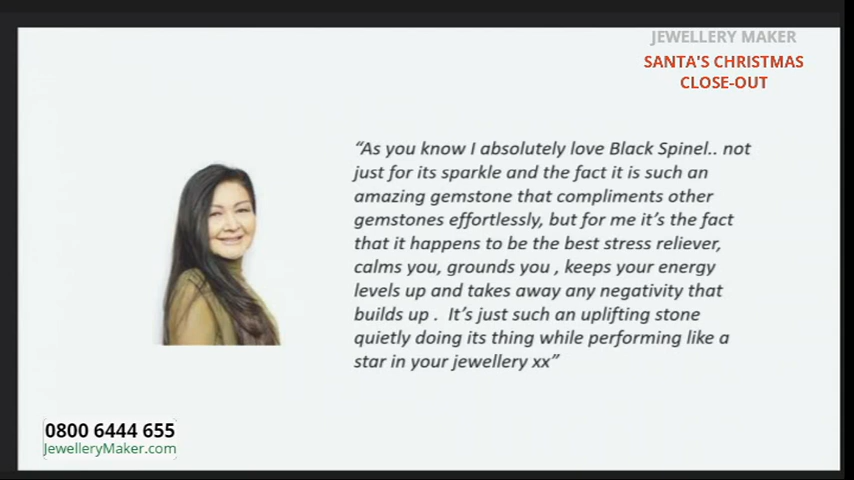 JEWELLERY MAKER
SANTA'S CHRISTMAS
CLOSE-OUT
“As you know I absolutely love Black Spinel.. not
just for its sparkle and the fact it is such an
amazing gemstone that compliments other
gemstones effortlessly, but for me it’s the fact
that it happens to be the best stress reliever,
calms you, grounds you , keeps your energy
levels up and takes away any negativity that
builds up .  It’s just such an uplifting stone
quietly doing its thing while performing like a
star in your jewellery xx”
0800 6444 655
JewelleryMaker.com